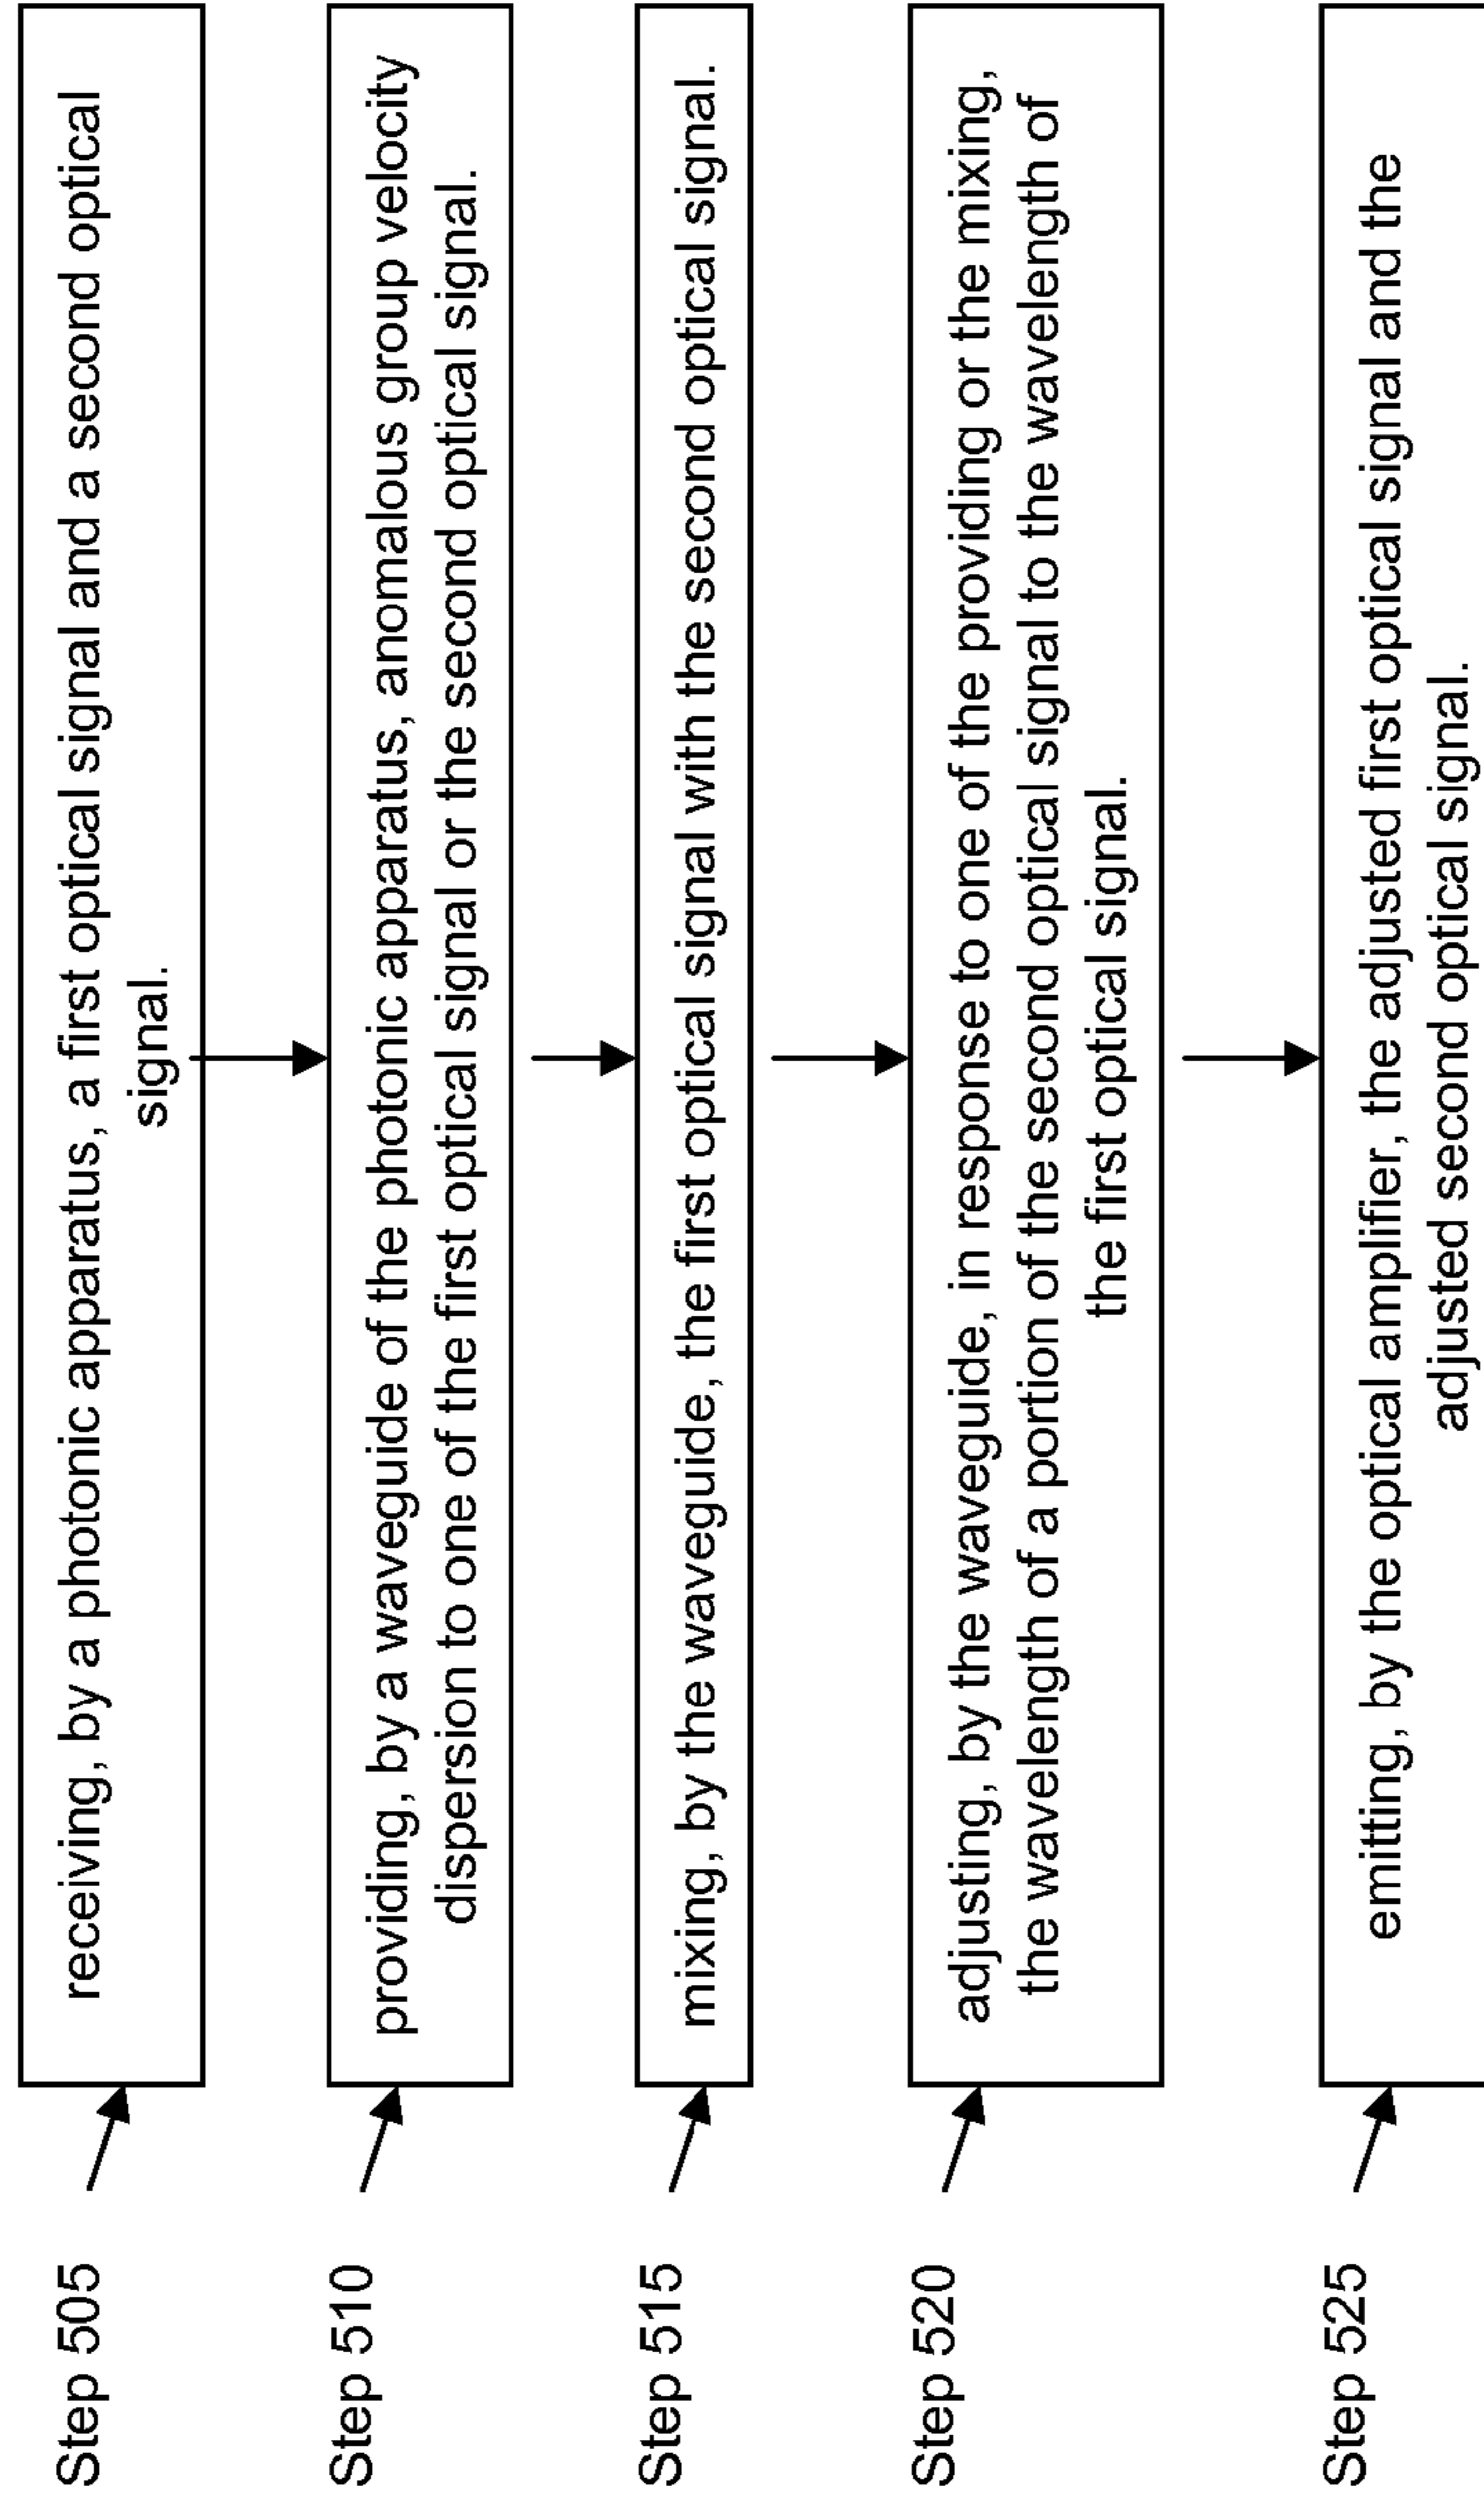 Step 505
receiving, by a photonic apparatus, a first optical signal and a second optical
signal.
Step 510
providing, by a waveguide of the photonic apparatus, anomalous group velocity
dispersion to one of the first optical signal or the second optical signal.
Step 515
mixing, by the waveguide, the first optical signal with the second optical signal.
Step 520
adjusting, by the waveguide, in response to one of the providing or the mixing,
the wavelength of a portion of the second optical signal to the wavelength of
the first optical signal.
Step 525
emitting, by the optical amplifier, the adjusted first optical signal and the
adjusted second optical signal.